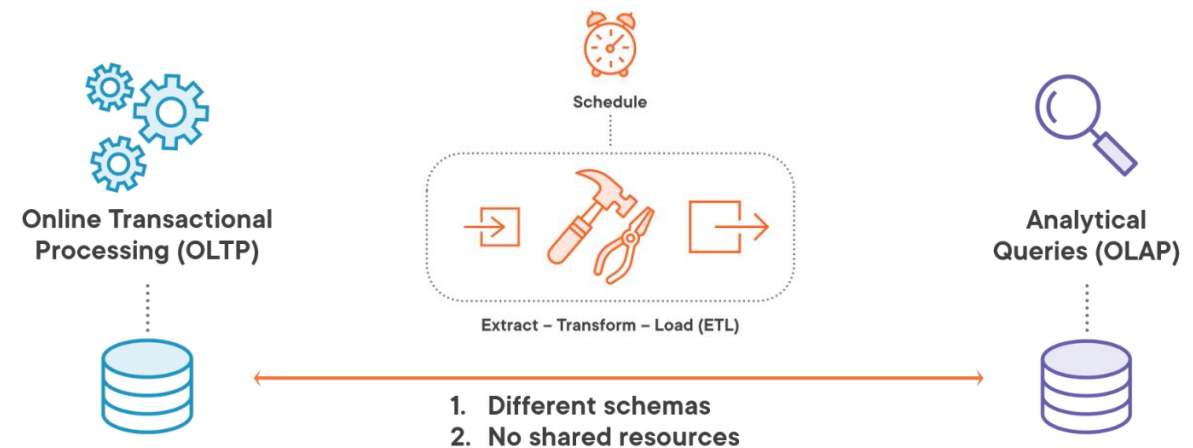 Schedule
Online Transactional
Processing (OLTP)
Extract – Transform – Load (ETL)
Analytical
Queries (OLAP)
1. Different schemas
2. No shared resources